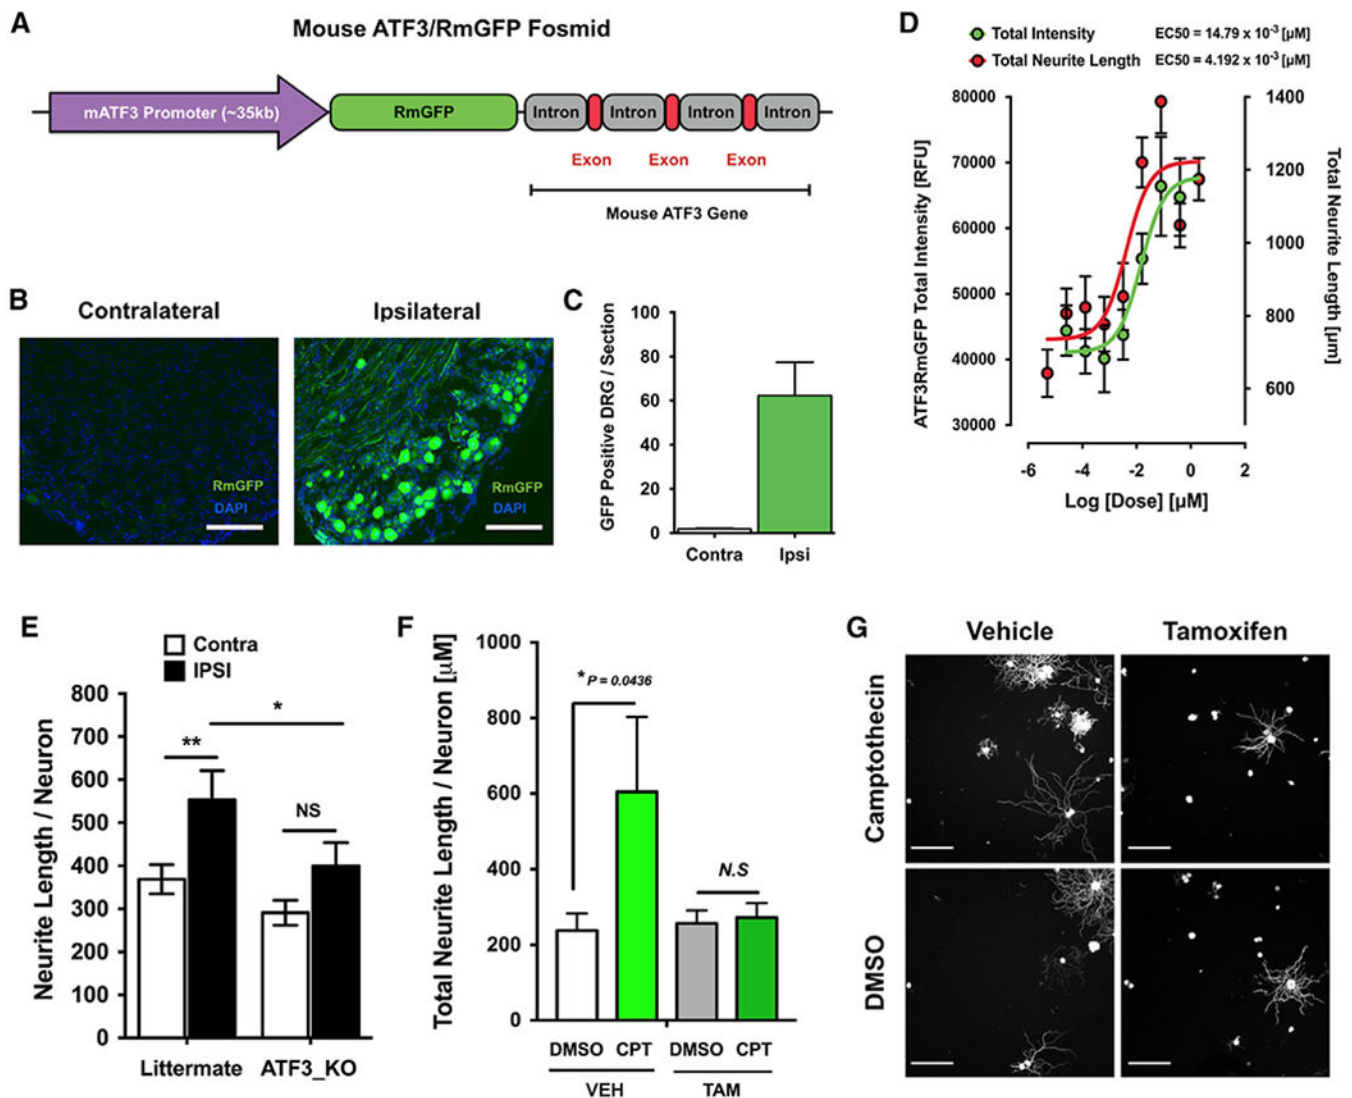 A
Mouse ATF3/RmGFP Fosmid
mATF3 Promoter (~35kb)
RmGFP
Intron
Intron
Intron
Intron
Exon
Exon
Exon
Mouse ATF3 Gene
B
Contralateral
Ipsilateral
RmGFP
DAPI
RmGFP
DAPI
C
GFP Positive DRG / Section
100
80
60
40
20
0
Contra
Ipsi
D
Total Intensity EC50 = 14.79 x 10⁻³ [µM]
Total Neurite Length EC50 = 4.192 x 10⁻³ [µM]
ATF3RmGFP Total Intensity [RFU]
80000
70000
60000
50000
40000
30000
1400
1200
1000
800
600
Total Neurite Length [µm]
-6 -4 -2 0 2
Log [Dose] [µM]
E
Contra
IPSI
Neurite Length / Neuron
800
700
600
500
400
300
200
100
0
**
*
NS
Littermate
ATF3_KO
F
Total Neurite Length / Neuron [µM]
1000
800
600
400
200
0
* P = 0.0436
N.S
DMSO CPT DMSO CPT
VEH TAM
G
Vehicle
Tamoxifen
Camptothecin
DMSO